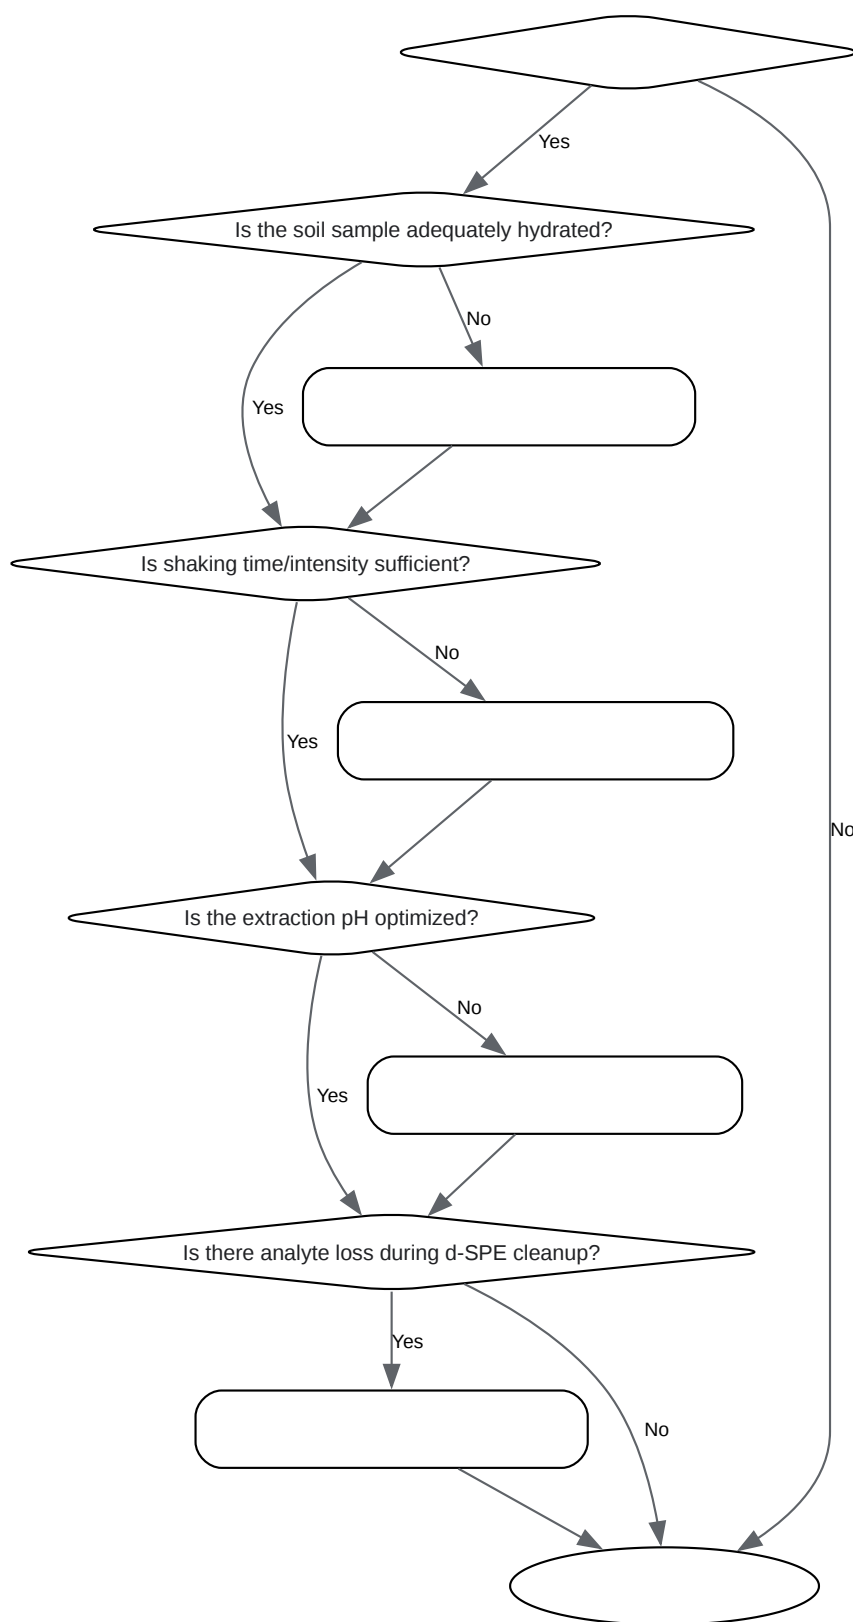 Yes
Is the soil sample adequately hydrated?
No
Yes
Is shaking time/intensity sufficient?
No
Yes
No
Is the extraction pH optimized?
No
Yes
Is there analyte loss during d-SPE cleanup?
Yes
No